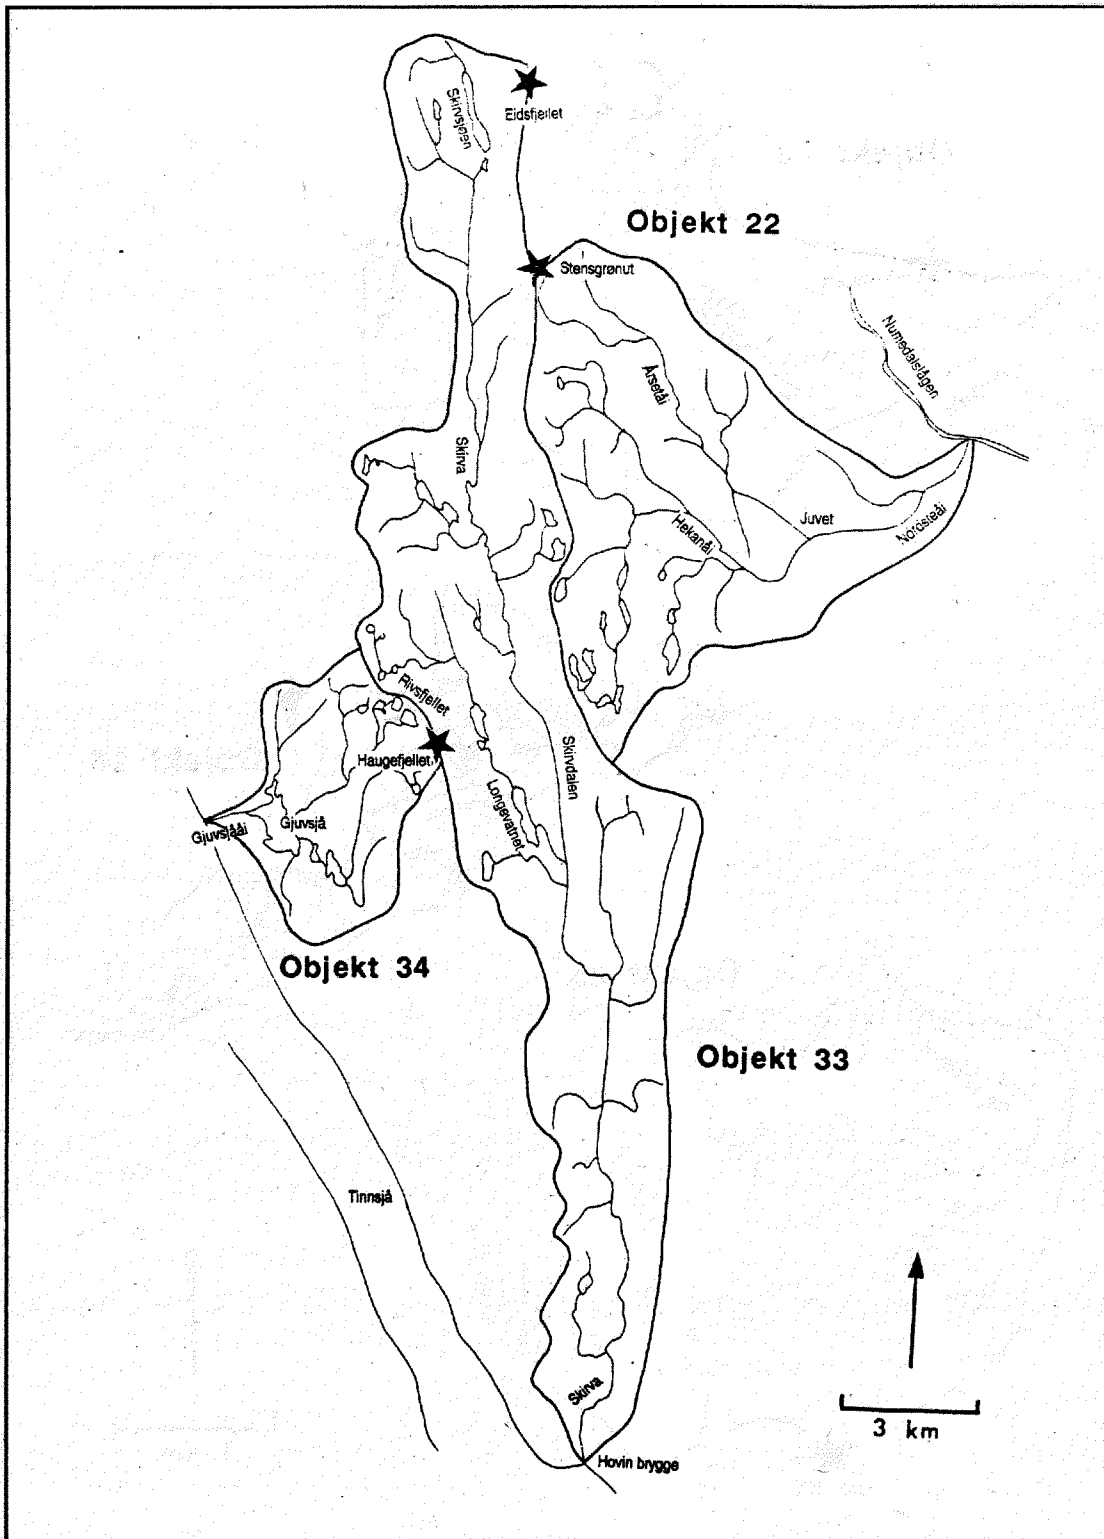 Skirvsjøen
Eidsfjellet
Objekt 22
Stensgrønut
Numedalslågen
Årsetåi
Skirva
Juvet
Nordsteåi
Hekanåi
Rivsfjellet
Haugefjellet
Skirvdalen
Longevatnet
Gjuvsjååi
Gjuvsjå
Objekt 34
Objekt 33
Tinnsjå
Skirva
3 km
Hovin brygge